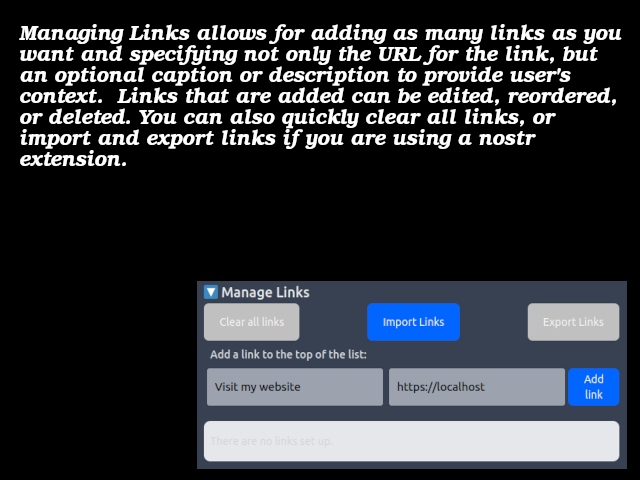 Managing Links allows for adding as many links as you
want and specifying not only the URL for the link, but
an optional caption or description to provide user's
context.  Links that are added can be edited, reordered,
or deleted. You can also quickly clear all links, or
import and export links if you are using a nostr
extension.
Manage Links
Clear all links
Import Links
Export Links
Add a link to the top of the list:
Visit my website
https://localhost
Add
link
There are no links set up.